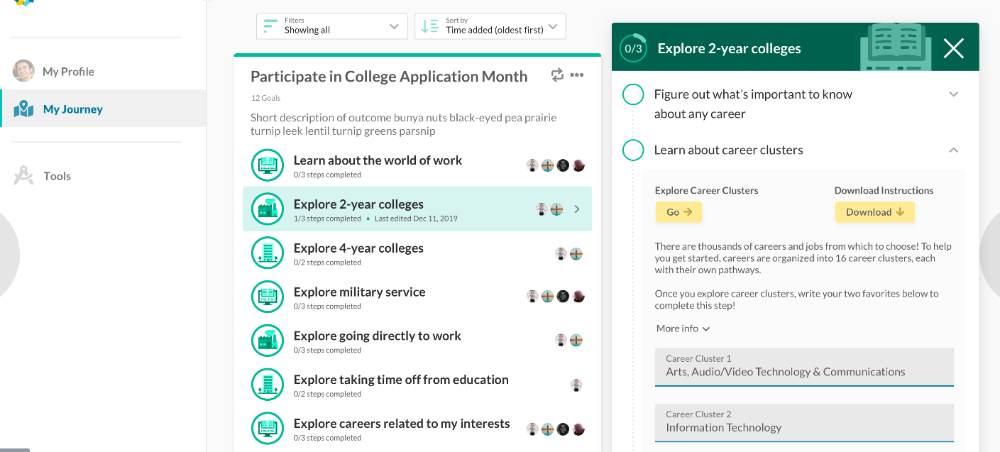 My Profile
My Journey
Tools
Filters
Showing all
Sort by
Time added (oldest first)
Participate in College Application Month
12 Goals
Short description of outcome bunya nuts black-eyed pea prairie
turnip leek lentil turnip greens parsnip
Learn about the world of work
0/3 steps completed
Explore 2-year colleges
1/3 steps completed • Last edited Dec 11, 2019
Explore 4-year colleges
0/2 steps completed
Explore military service
0/3 steps completed
Explore going directly to work
0/3 steps completed
Explore taking time off from education
0/2 steps completed
Explore careers related to my interests
0/3 steps completed
0/3
Explore 2-year colleges
Figure out what’s important to know
about any career
Learn about career clusters
Explore Career Clusters
Go
Download Instructions
Download
There are thousands of careers and jobs from which to choose! To help
you get started, careers are organized into 16 career clusters, each
with their own pathways.
Once you explore career clusters, write your two favorites below to
complete this step!
More info
Career Cluster 1
Arts, Audio/Video Technology & Communications
Career Cluster 2
Information Technology